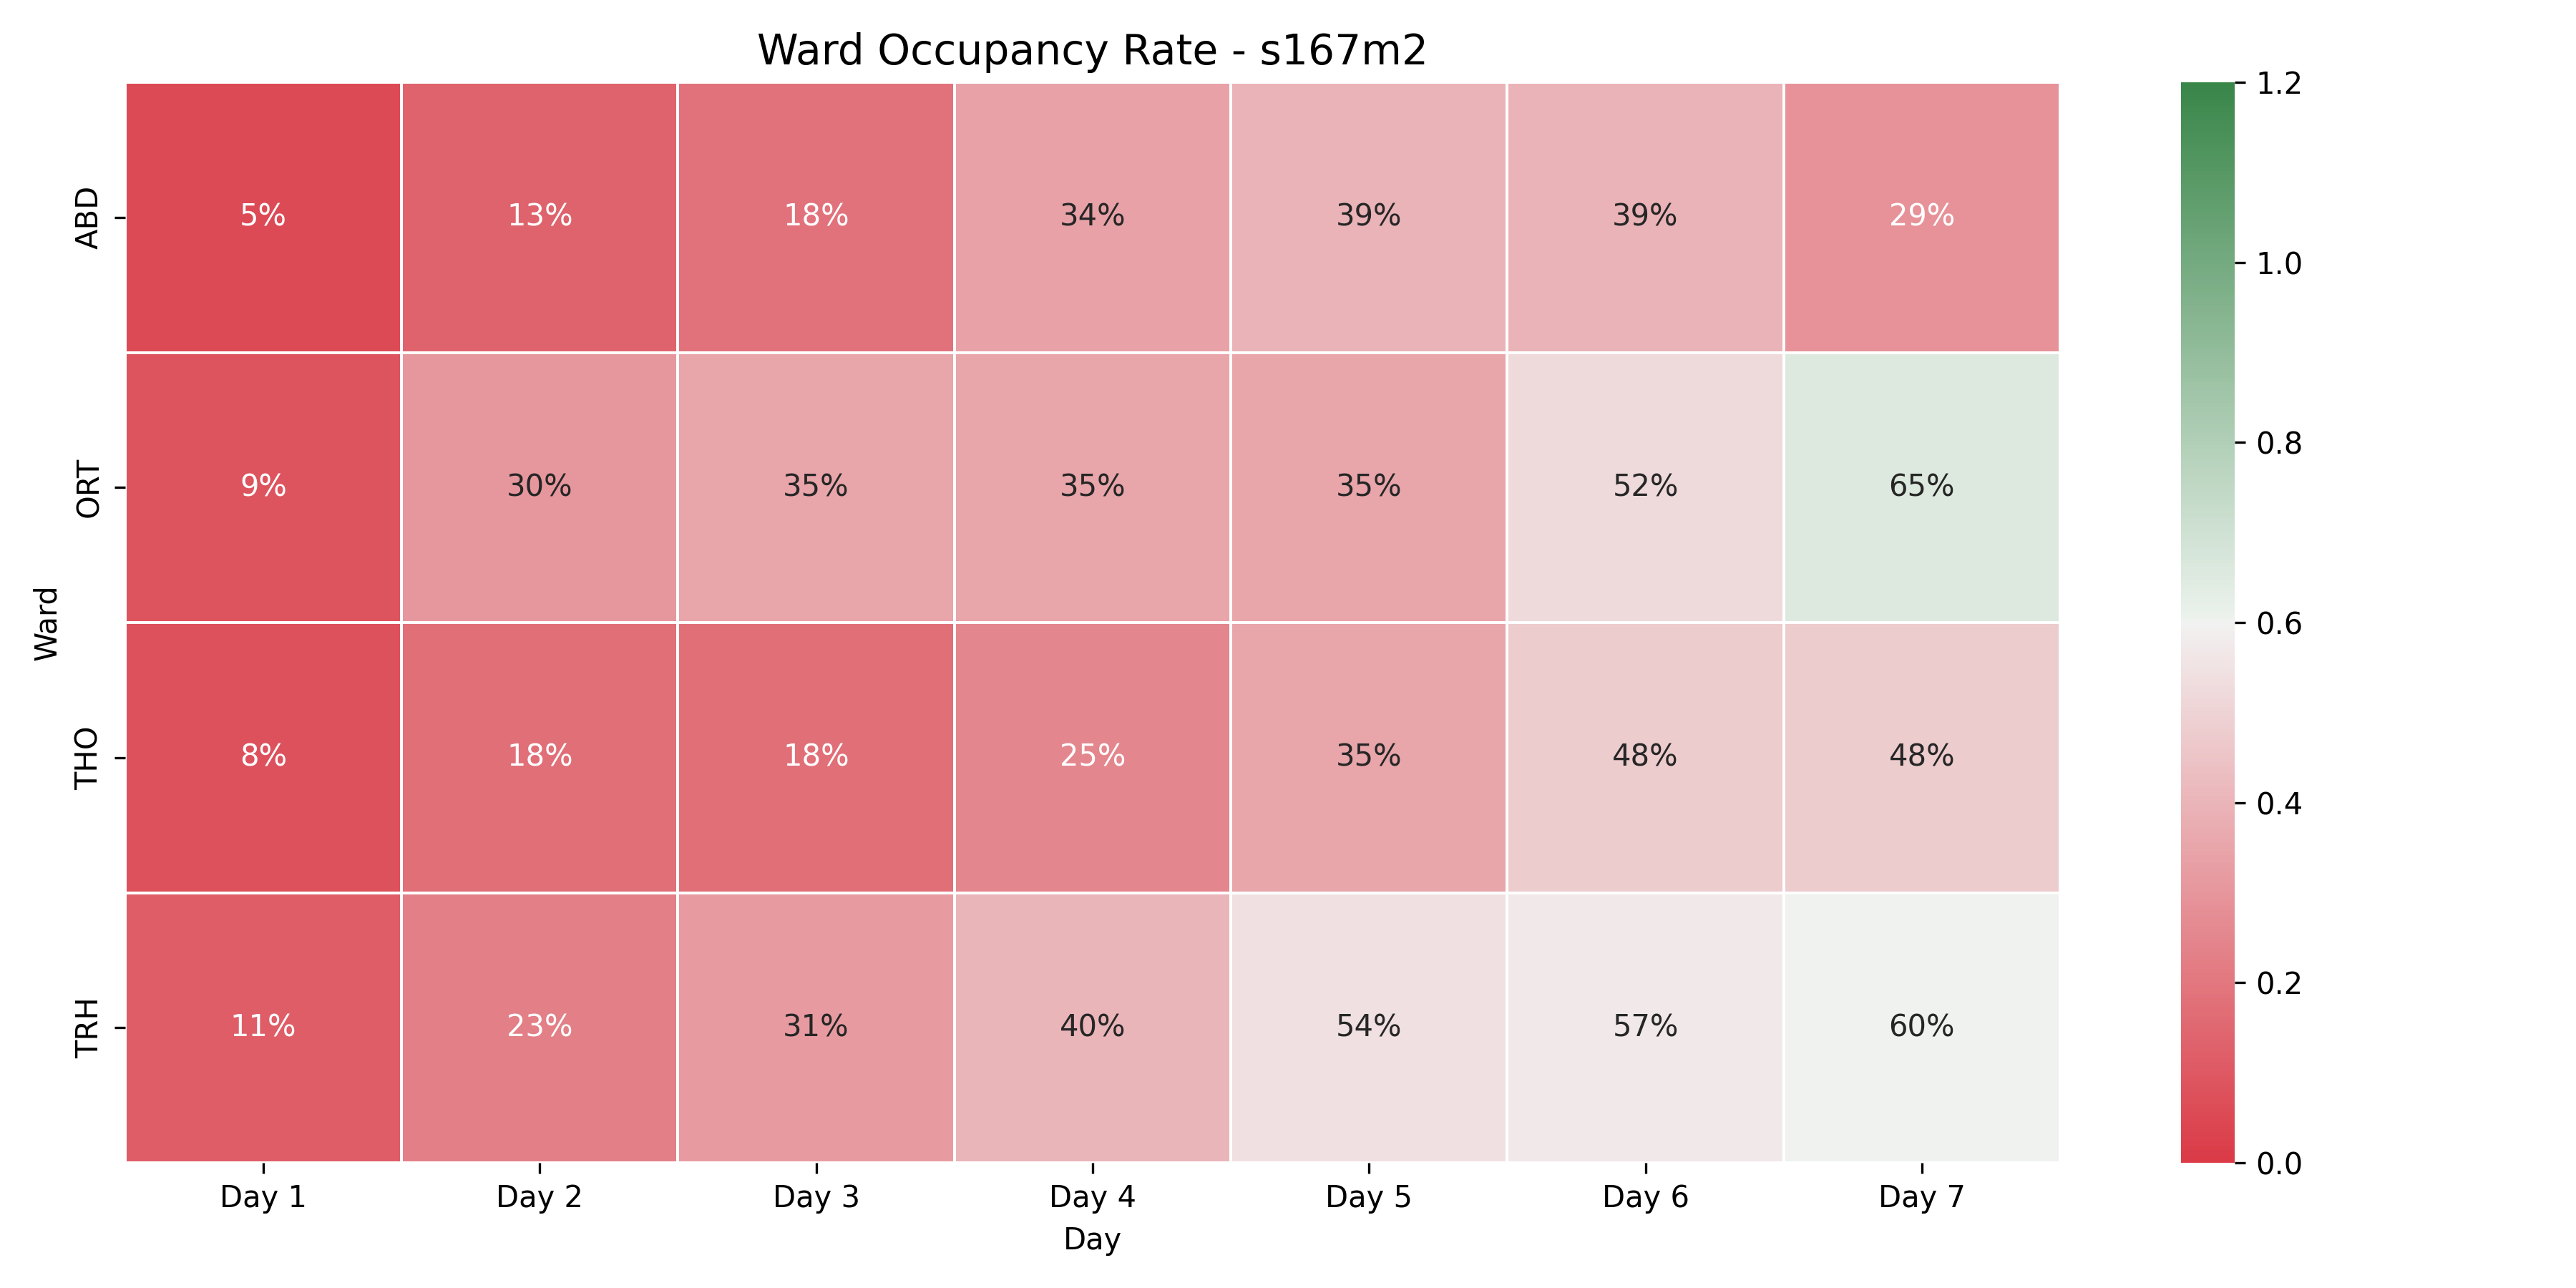 Ward Occupancy Rate - s167m2
Ward
ABD 5% 13% 18% 34% 39% 39% 29%
ORT 9% 30% 35% 35% 35% 52% 65%
THO 8% 18% 18% 25% 35% 48% 48%
TRH 11% 23% 31% 40% 54% 57% 60%
Day 1 Day 2 Day 3 Day 4 Day 5 Day 6 Day 7
Day
1.2
1.0
0.8
0.6
0.4
0.2
0.0